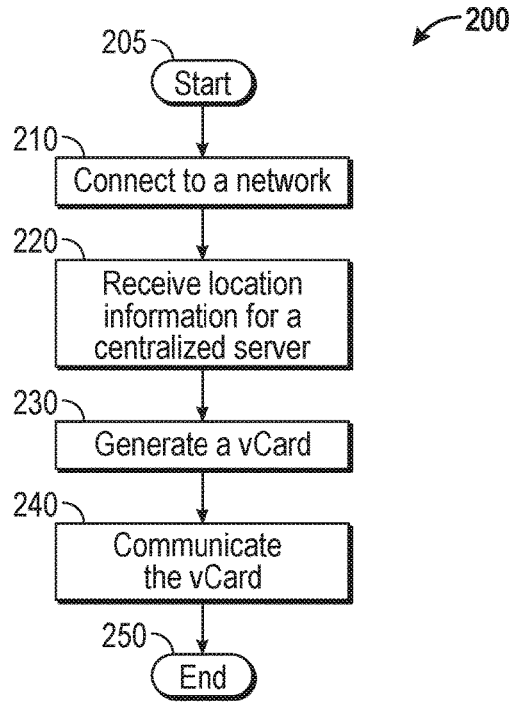 200
205
Start
210
Connect to a network
220
Receive location
information for a
centralized server
230
Generate a vCard
240
Communicate
the vCard
250
End